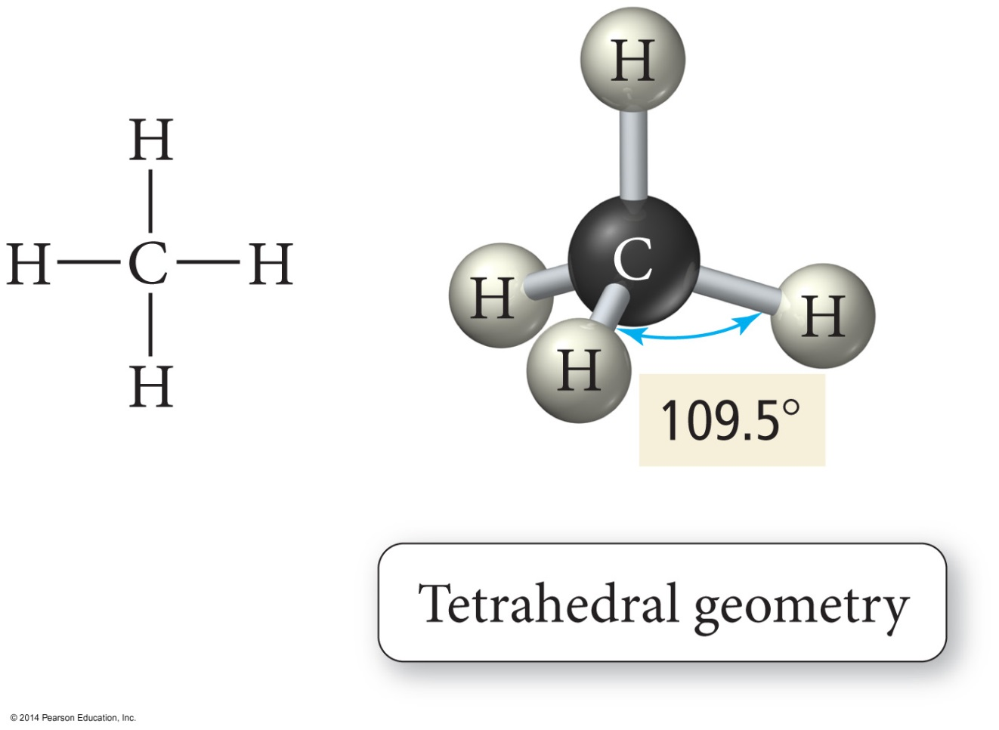 H
H
H—C—H
C
H
H
H
H
H
109.5°
Tetrahedral geometry
© 2014 Pearson Education, Inc.